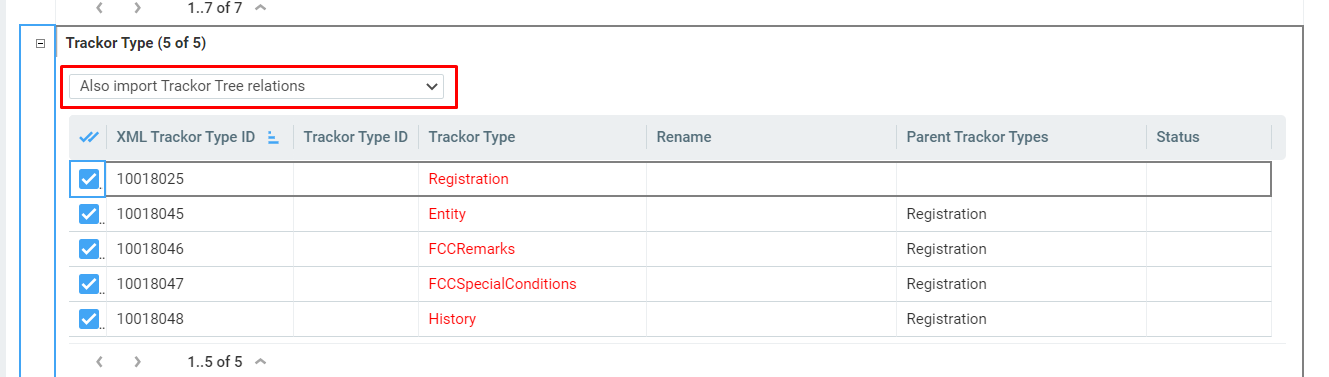 1..7 of 7
Trackor Type (5 of 5)
Also import Trackor Tree relations
XML Trackor Type ID Trackor Type ID Trackor Type Rename Parent Trackor Types Status
10018025 Registration
10018045 Entity Registration
10018046 FCCRemarks Registration
10018047 FCCSpecialConditions Registration
10018048 History Registration
1..5 of 5